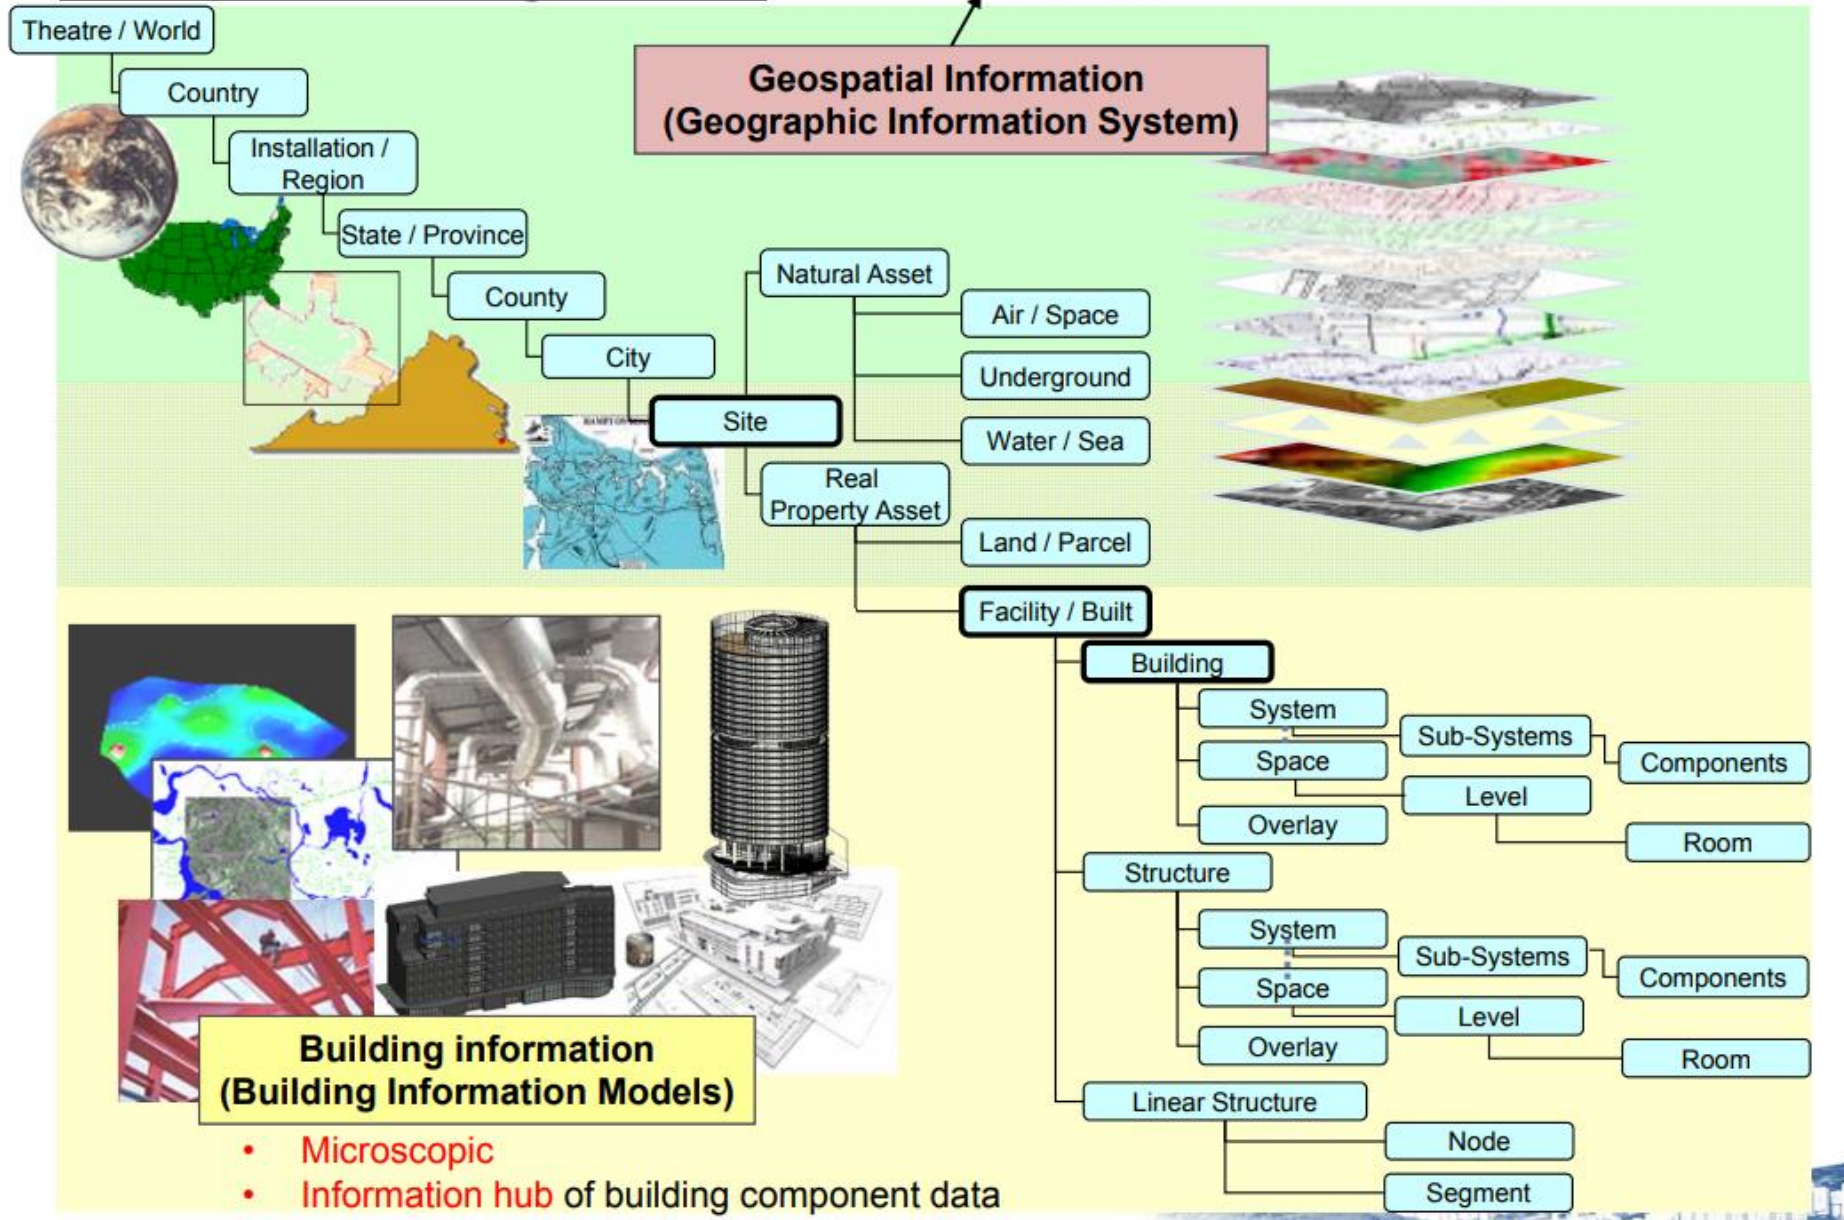 Theatre / World
Country
Installation /
Region
State / Province
County
City
Site
Geospatial Information
(Geographic Information System)
Natural Asset
Air / Space
Underground
Water / Sea
Real
Property Asset
Land / Parcel
Facility / Built
Building
System
Sub-Systems
Components
Space
Level
Room
Overlay
Structure
System
Sub-Systems
Components
Space
Level
Room
Overlay
Linear Structure
Node
Segment
Building information
(Building Information Models)
• Microscopic
• Information hub of building component data